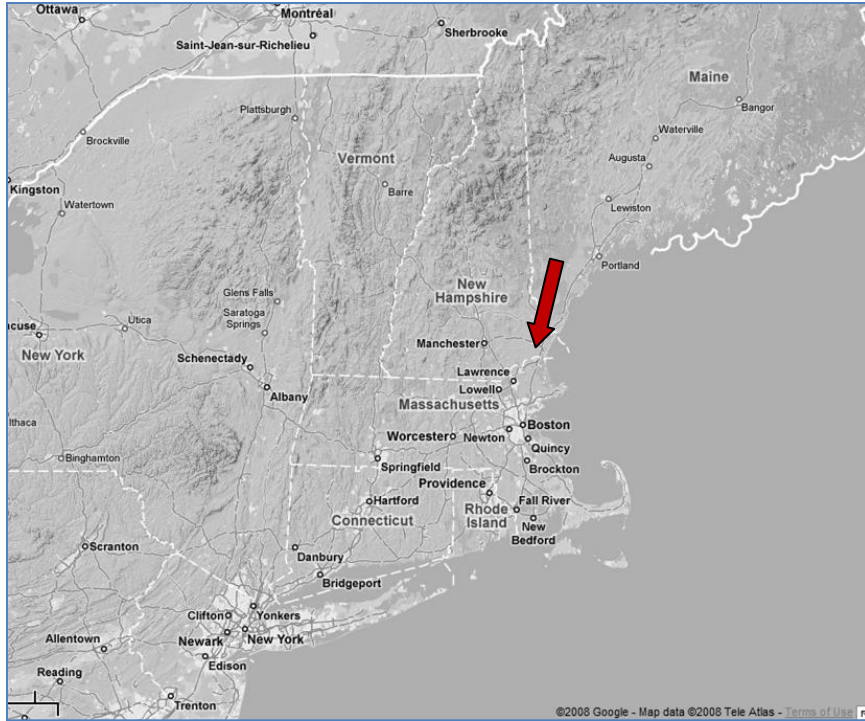 Ottawa
Montréal
Sherbrooke
Saint-Jean-sur-Richelieu
Maine
Bangor
Plattsburgh
Brockville
Waterville
Vermont
Augusta
Kingston
Barre
Watertown
Lewiston
Portland
Glens Falls
New
Hampshire
Saratoga
Springs
Utica
acuse
New York
Manchester
Schenectady
Lawrence
Lowell
Albany
Massachusetts
Ithaca
Boston
Worcester
Newton
Quincy
Binghamton
Springfield
Brockton
Providence
Hartford
Fall River
Rhode
Island
Connecticut
New
Bedford
Scranton
Danbury
Bridgeport
Clifton
Yonkers
Allentown
Newark
New York
Edison
Reading
Trenton
©2008 Google - Map data ©2008 Tele Atlas - Terms of Use